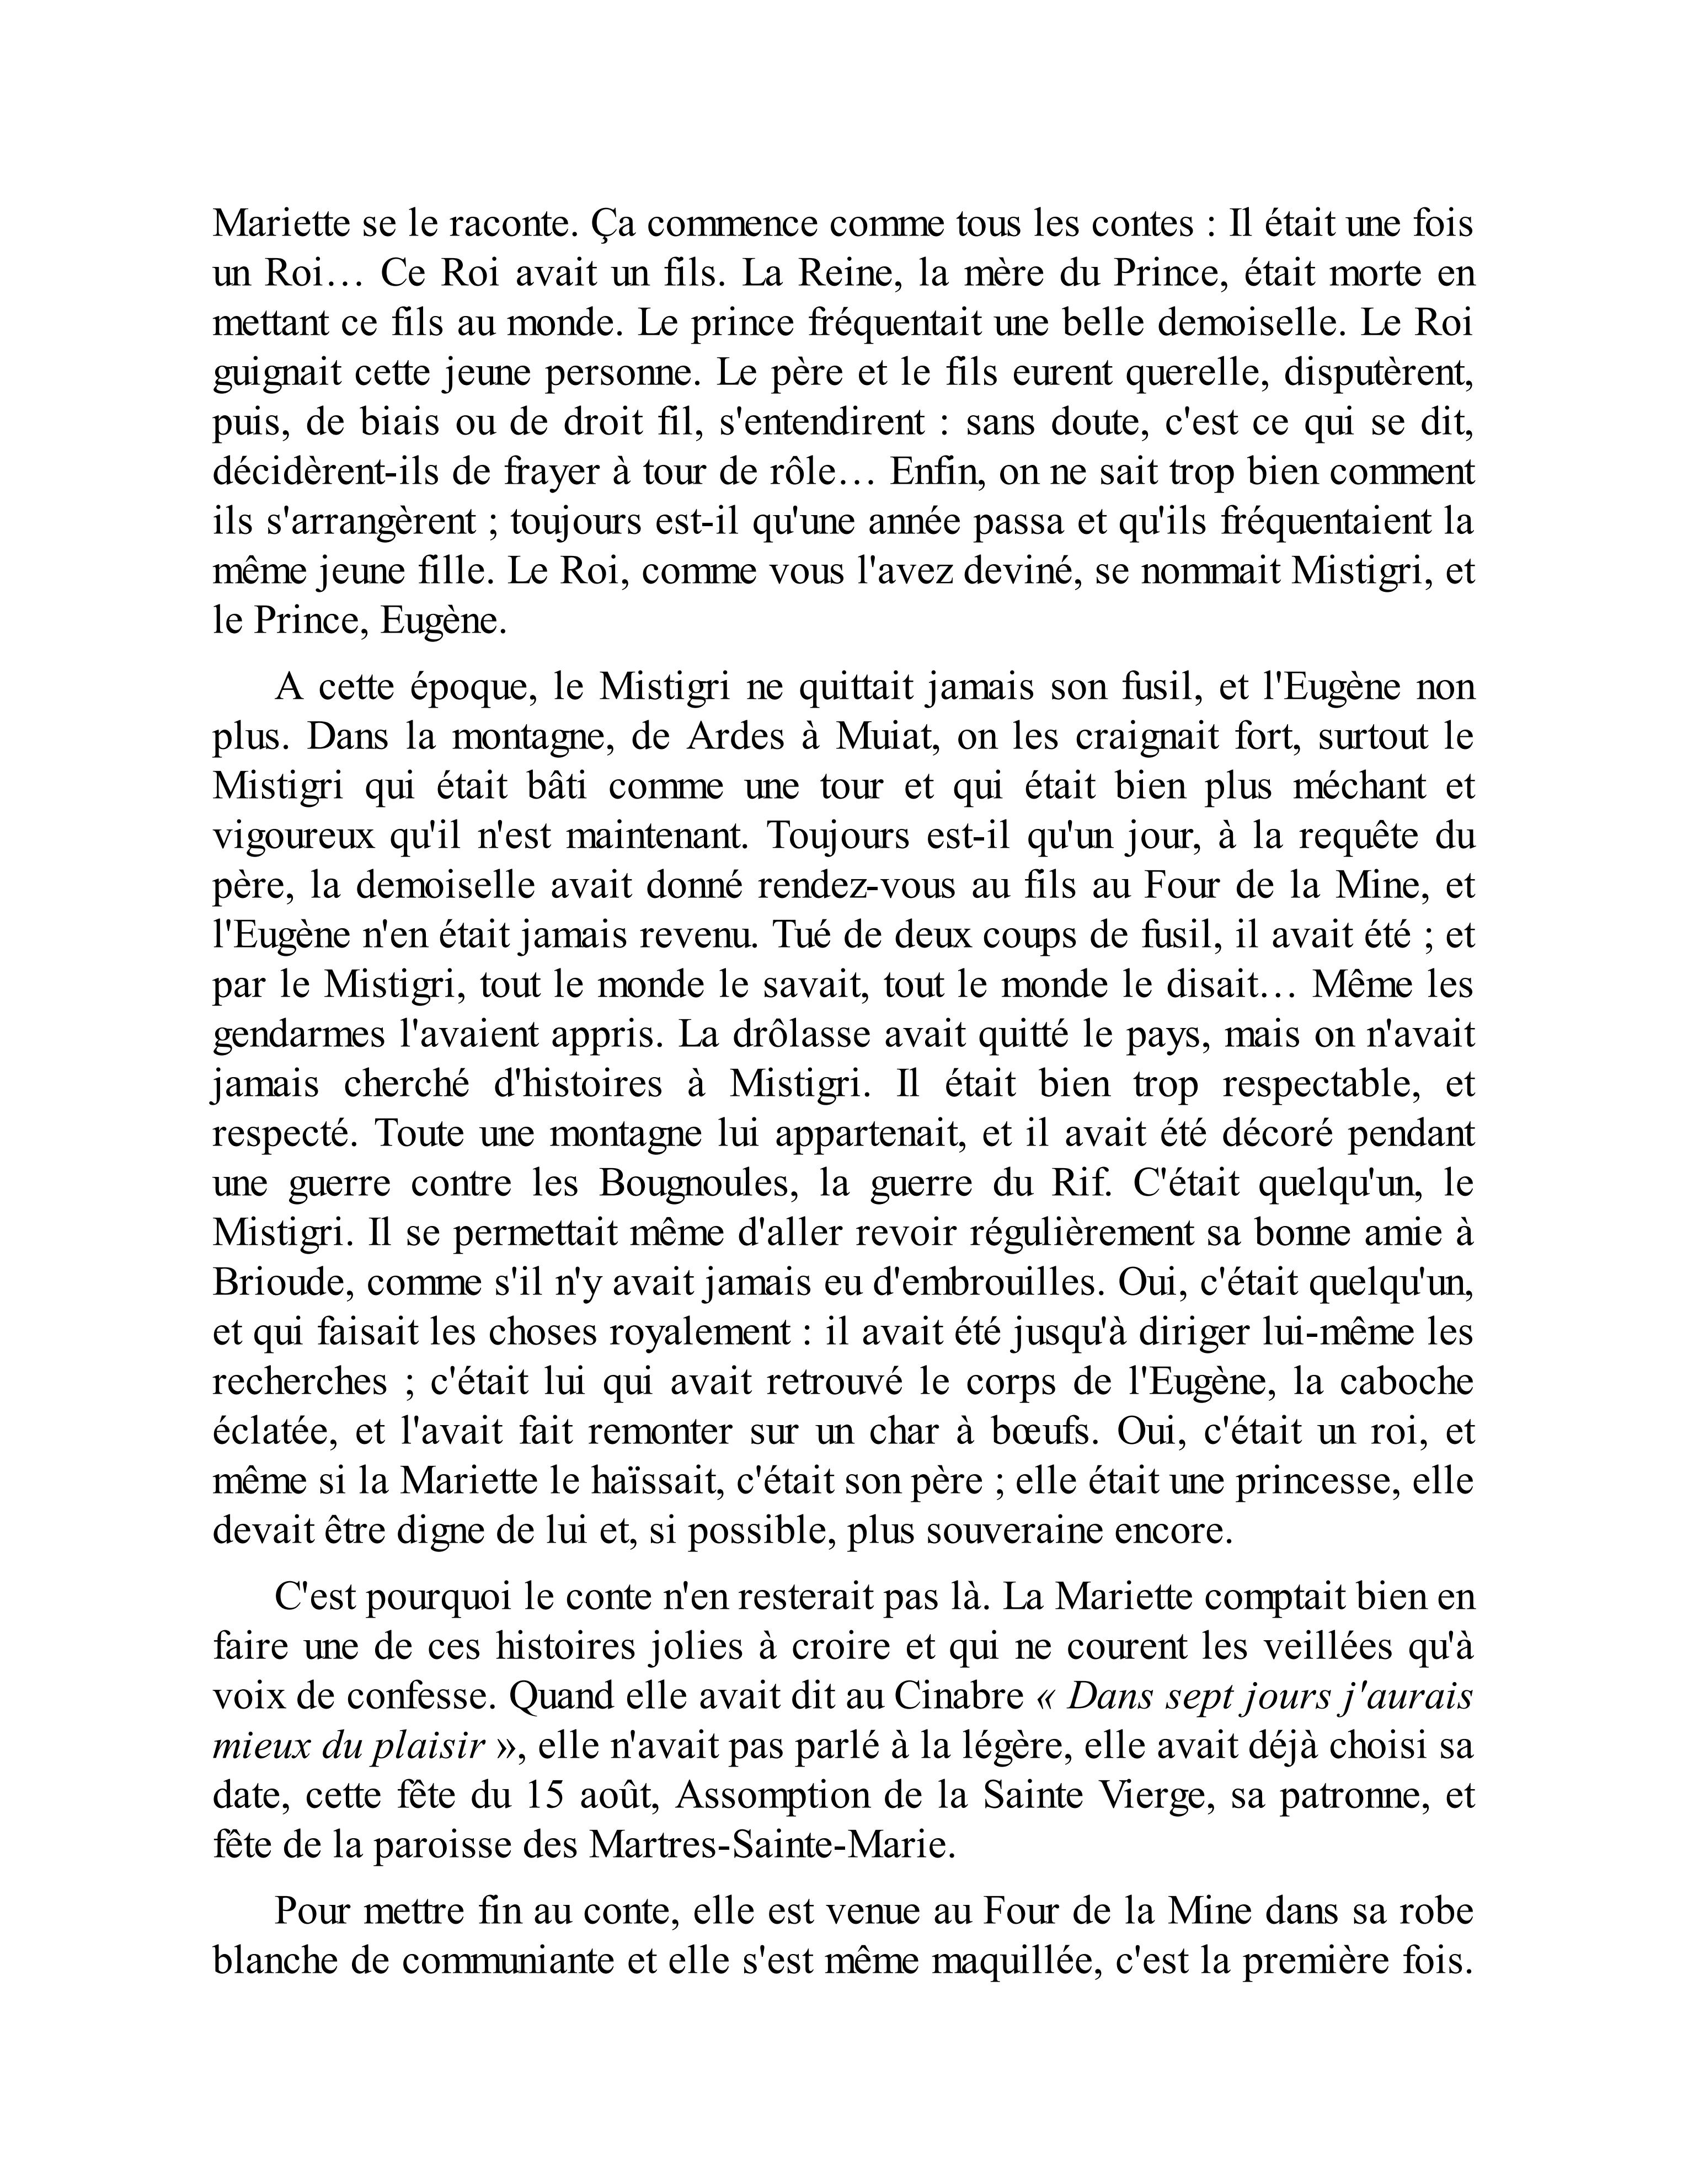 Mariette se le raconte. Ça commence comme tous les contes : Il était une fois
un Roi… Ce Roi avait un fils. La Reine, la mère du Prince, était morte en
mettant ce fils au monde. Le prince fréquentait une belle demoiselle. Le Roi
guignait cette jeune personne. Le père et le fils eurent querelle, disputèrent,
puis, de biais ou de droit fil, s'entendirent : sans doute, c'est ce qui se dit,
décidèrent-ils de frayer à tour de rôle… Enfin, on ne sait trop bien comment
ils s'arrangèrent ; toujours est-il qu'une année passa et qu'ils fréquentaient la
même jeune fille. Le Roi, comme vous l'avez deviné, se nommait Mistigri, et
le Prince, Eugène.
A cette époque, le Mistigri ne quittait jamais son fusil, et l'Eugène non
plus. Dans la montagne, de Ardes à Muiat, on les craignait fort, surtout le
Mistigri qui était bâti comme une tour et qui était bien plus méchant et
vigoureux qu'il n'est maintenant. Toujours est-il qu'un jour, à la requête du
père, la demoiselle avait donné rendez-vous au fils au Four de la Mine, et
l'Eugène n'en était jamais revenu. Tué de deux coups de fusil, il avait été ; et
par le Mistigri, tout le monde le savait, tout le monde le disait… Même les
gendarmes l'avaient appris. La drôlasse avait quitté le pays, mais on n'avait
jamais cherché d'histoires à Mistigri. Il était bien trop respectable, et
respecté. Toute une montagne lui appartenait, et il avait été décoré pendant
une guerre contre les Bougnoules, la guerre du Rif. C'était quelqu'un, le
Mistigri. Il se permettait même d'aller revoir régulièrement sa bonne amie à
Brioude, comme s'il n'y avait jamais eu d'embrouilles. Oui, c'était quelqu'un,
et qui faisait les choses royalement : il avait été jusqu'à diriger lui-même les
recherches ; c'était lui qui avait retrouvé le corps de l'Eugène, la caboche
éclatée, et l'avait fait remonter sur un char à bœufs. Oui, c'était un roi, et
même si la Mariette le haïssait, c'était son père ; elle était une princesse, elle
devait être digne de lui et, si possible, plus souveraine encore.
C'est pourquoi le conte n'en resterait pas là. La Mariette comptait bien en
faire une de ces histoires jolies à croire et qui ne courent les veillées qu'à
voix de confesse. Quand elle avait dit au Cinabre « Dans sept jours j'aurais
mieux du plaisir », elle n'avait pas parlé à la légère, elle avait déjà choisi sa
date, cette fête du 15 août, Assomption de la Sainte Vierge, sa patronne, et
fête de la paroisse des Martres-Sainte-Marie.
Pour mettre fin au conte, elle est venue au Four de la Mine dans sa robe
blanche de communiante et elle s'est même maquillée, c'est la première fois.